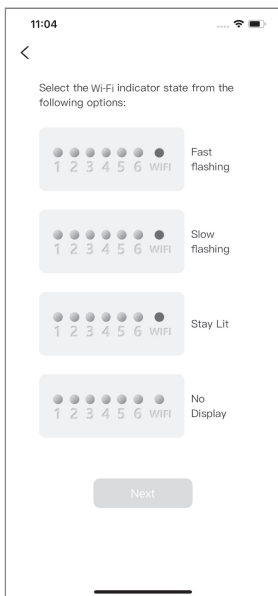 11:04
Select the Wi-Fi indicator state from the
following options:
1 2 3 4 5 6 WIFI
Fast
flashing
1 2 3 4 5 6 WIFI
Slow
flashing
1 2 3 4 5 6 WIFI
Stay Lit
1 2 3 4 5 6 WIFI
No
Display
Next